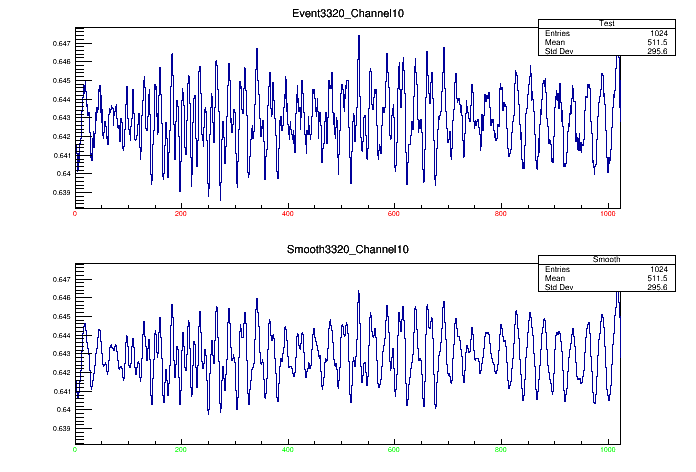 Event3320_Channel10
Test
Entries 1024
Mean 511.5
Std Dev 295.6
0.647
0.646
0.645
0.644
0.643
0.642
0.641
0.64
0.639
0 200 400 600 800 1000
Smooth3320_Channel10
Smooth
Entries 1024
Mean 511.5
Std Dev 295.6
0.647
0.646
0.645
0.644
0.643
0.642
0.641
0.64
0.639
0 200 400 600 800 1000